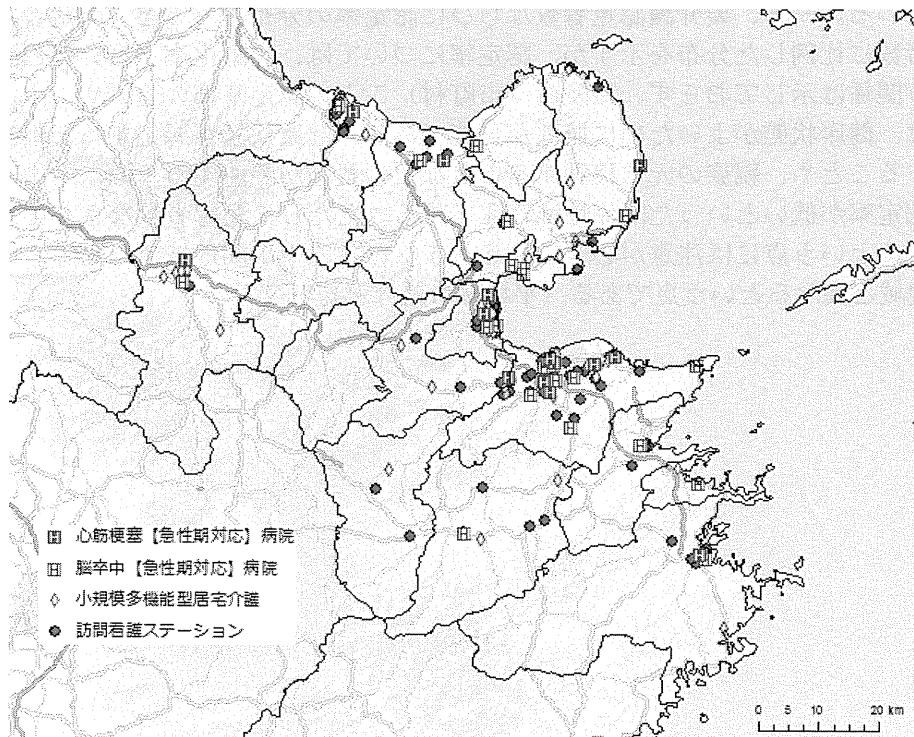 心筋梗塞【急性期対応】病院
脳卒中【急性期対応】病院
小規模多機能型居宅介護
訪問看護ステーション
0 5 10 20 km